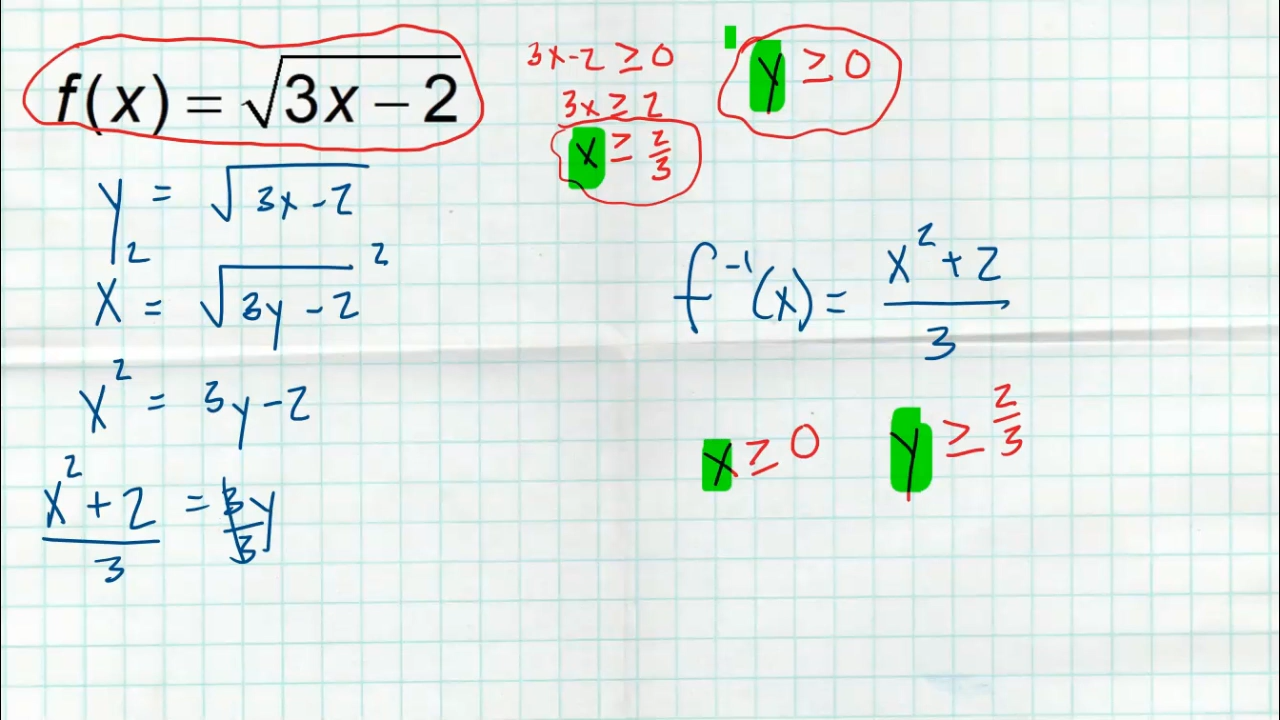 f(x) = √(3x − 2)
y = √(3x − 2)
2 2
x = √(3y − 2)
x² = 3y − 2
x² + 2 = 3y
3 3
3x − 2 ≥ 0
3x ≥ 2
x ≥ 2/3
y ≥ 0
f⁻¹(x) = (x² + 2)/3
x ≥ 0 y ≥ 2/3